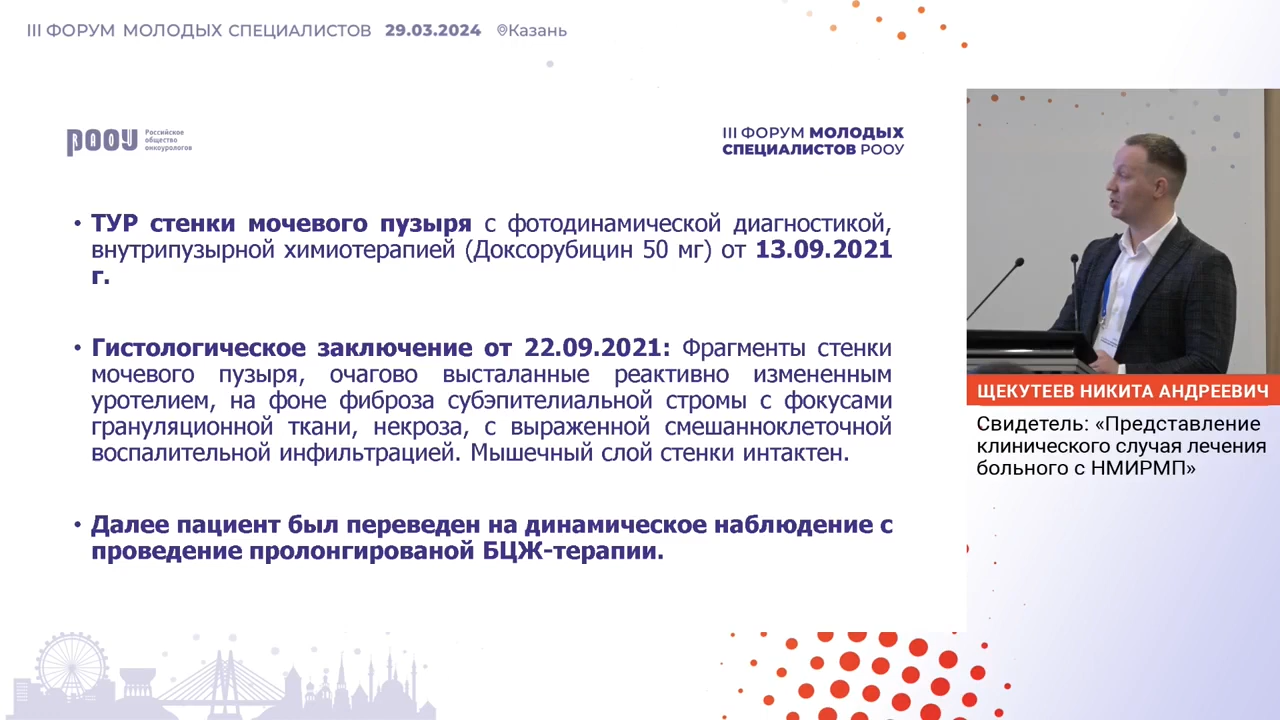 III ФОРУМ МОЛОДЫХ СПЕЦИАЛИСТОВ 29.03.2024 Казань
РООУ
Российское
общество
онкоурологов
III ФОРУМ МОЛОДЫХ
СПЕЦИАЛИСТОВ РООУ
• ТУР стенки мочевого пузыря с фотодинамической диагностикой,
внутрипузырной химиотерапией (Доксорубицин 50 мг) от 13.09.2021
г.
• Гистологическое заключение от 22.09.2021: Фрагменты стенки
мочевого пузыря, очагово высталанные реактивно измененным
уротелием, на фоне фиброза субэпителиальной стромы с фокусами
грануляционной ткани, некроза, с выраженной смешанноклеточной
воспалительной инфильтрацией. Мышечный слой стенки интактен.
• Далее пациент был переведен на динамическое наблюдение с
проведение пролонгированой БЦЖ-терапии.
ЩЕКУТЕЕВ НИКИТА АНДРЕЕВИЧ
Свидетель: «Представление
клинического случая лечения
больного с НМИРМП»